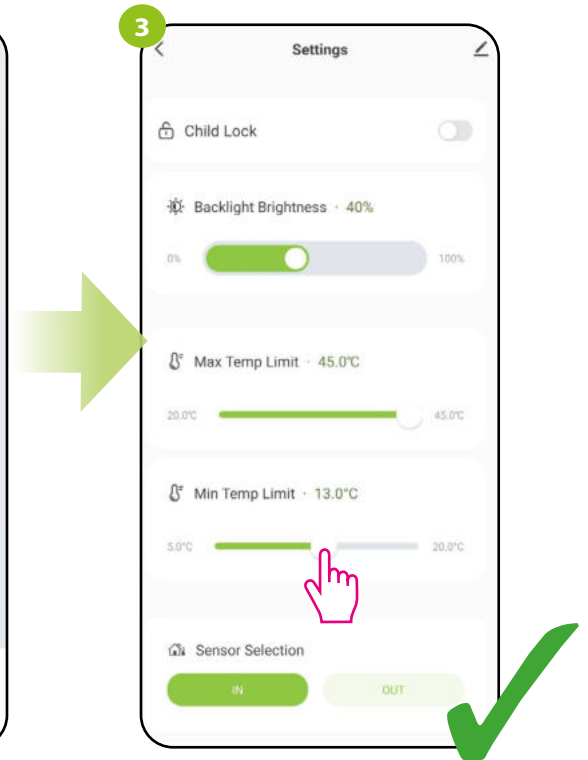 3
Settings
Child Lock
Backlight Brightness · 40%
0% 100%
Max Temp Limit · 45.0°C
20.0°C 45.0°C
Min Temp Limit · 13.0°C
5.0°C 20.0°C
Sensor Selection
IN OUT